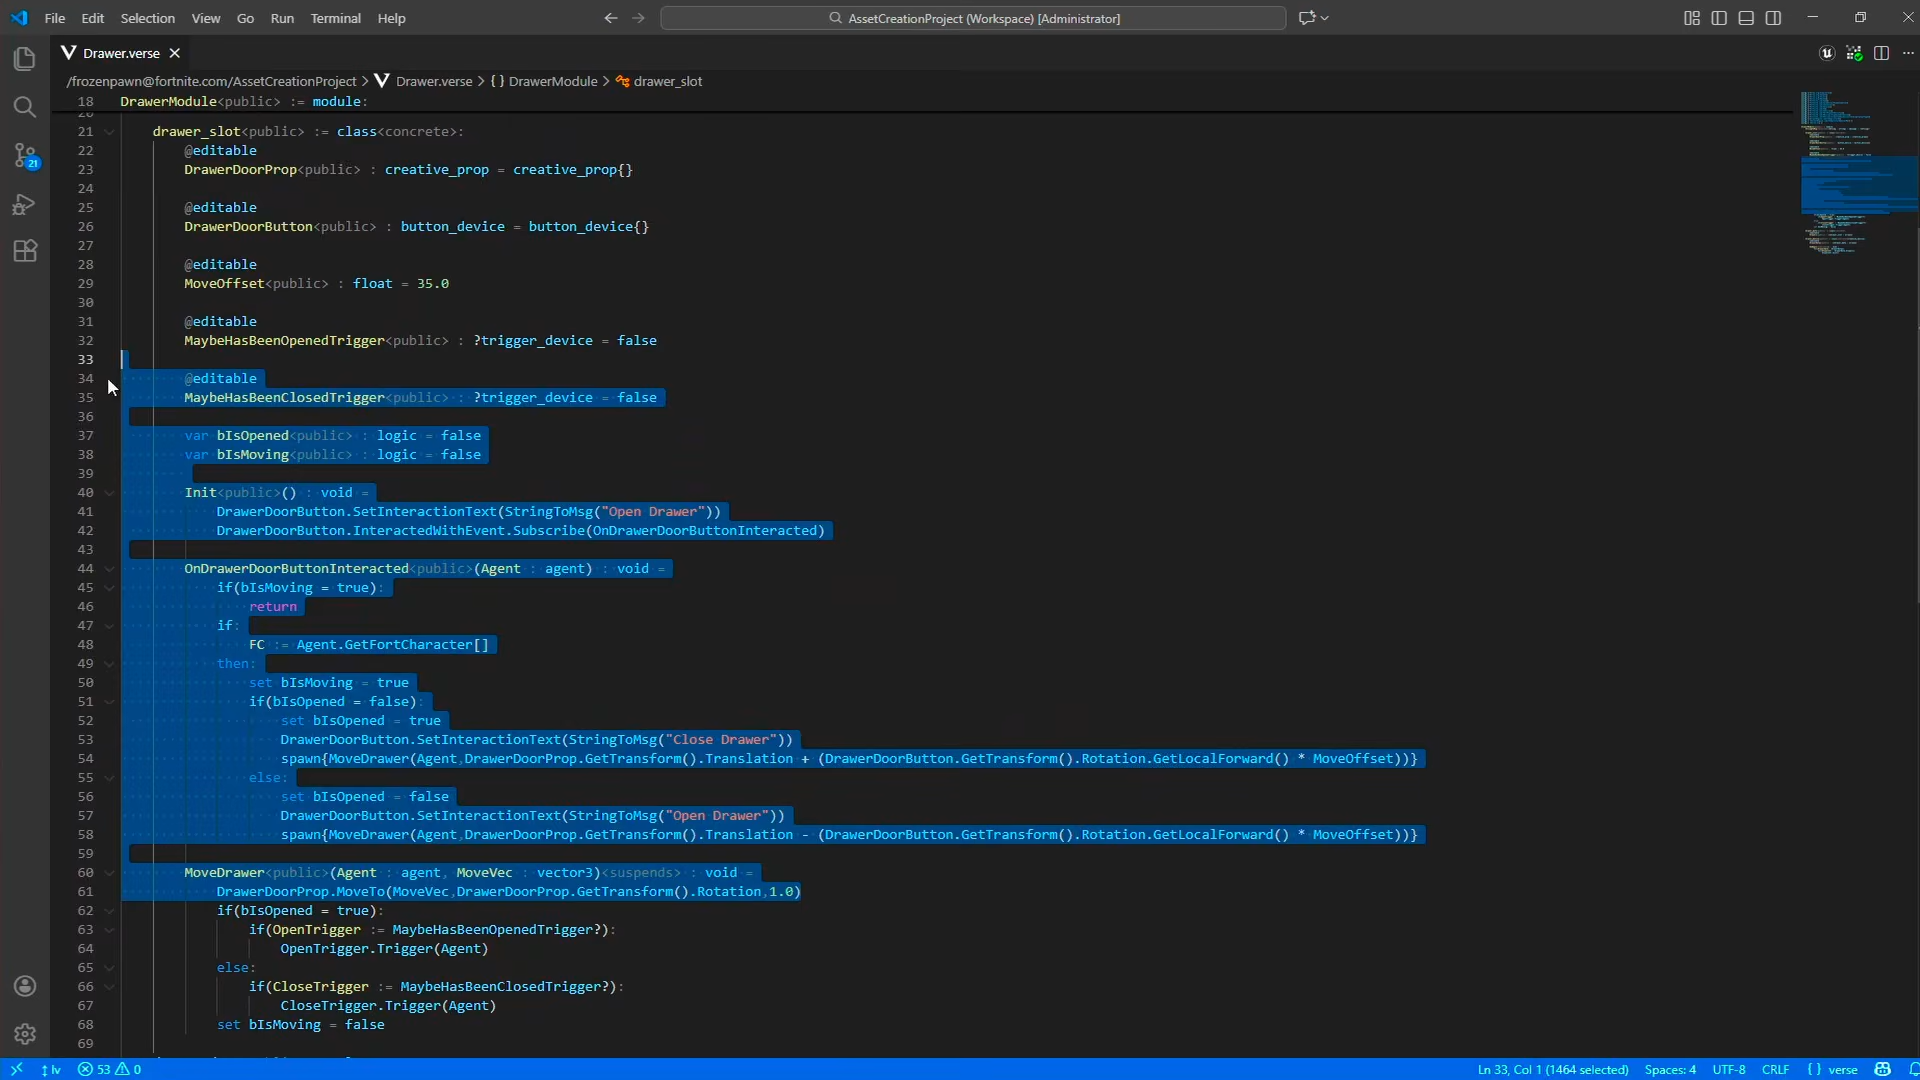 File Edit Selection View Go Run Terminal Help
AssetCreationProject (Workspace) [Administrator]
Drawer.verse
/frozenpawn@fortnite.com/AssetCreationProject > Drawer.verse > { } DrawerModule > drawer_slot
18 DrawerModule<public> := module:
20
21 drawer_slot<public> := class<concrete>:
22 @editable
23 DrawerDoorProp<public> : creative_prop = creative_prop{}
24
25 @editable
26 DrawerDoorButton<public> : button_device = button_device{}
27
28 @editable
29 MoveOffset<public> : float = 35.0
30
31 @editable
32 MaybeHasBeenOpenedTrigger<public> : ?trigger_device = false
33
34 @editable
35 MaybeHasBeenClosedTrigger<public> : ?trigger_device = false
36
37 var bIsOpened<public> : logic = false
38 var bIsMoving<public> : logic = false
39
40 Init<public>() : void =
41 DrawerDoorButton.SetInteractionText(StringToMsg("Open Drawer"))
42 DrawerDoorButton.InteractedWithEvent.Subscribe(OnDrawerDoorButtonInteracted)
43
44 OnDrawerDoorButtonInteracted<public>(Agent : agent) : void =
45 if(bIsMoving = true):
46 return
47 if:
48 FC := Agent.GetFortCharacter[]
49 then:
50 set bIsMoving = true
51 if(bIsOpened = false):
52 set bIsOpened = true
53 DrawerDoorButton.SetInteractionText(StringToMsg("Close Drawer"))
54 spawn{MoveDrawer(Agent,DrawerDoorProp.GetTransform().Translation + (DrawerDoorButton.GetTransform().Rotation.GetLocalForward() * MoveOffset))}
55 else:
56 set bIsOpened = false
57 DrawerDoorButton.SetInteractionText(StringToMsg("Open Drawer"))
58 spawn{MoveDrawer(Agent,DrawerDoorProp.GetTransform().Translation - (DrawerDoorButton.GetTransform().Rotation.GetLocalForward() * MoveOffset))}
59
60 MoveDrawer<public>(Agent : agent, MoveVec : vector3)<suspends> : void =
61 DrawerDoorProp.MoveTo(MoveVec,DrawerDoorProp.GetTransform().Rotation,1.0)
62 if(bIsOpened = true):
63 if(OpenTrigger := MaybeHasBeenOpenedTrigger?):
64 OpenTrigger.Trigger(Agent)
65 else:
66 if(CloseTrigger := MaybeHasBeenClosedTrigger?):
67 CloseTrigger.Trigger(Agent)
68 set bIsMoving = false
69
21
lv 53 0 Ln 33, Col 1 (1464 selected) Spaces: 4 UTF-8 CRLF { } verse